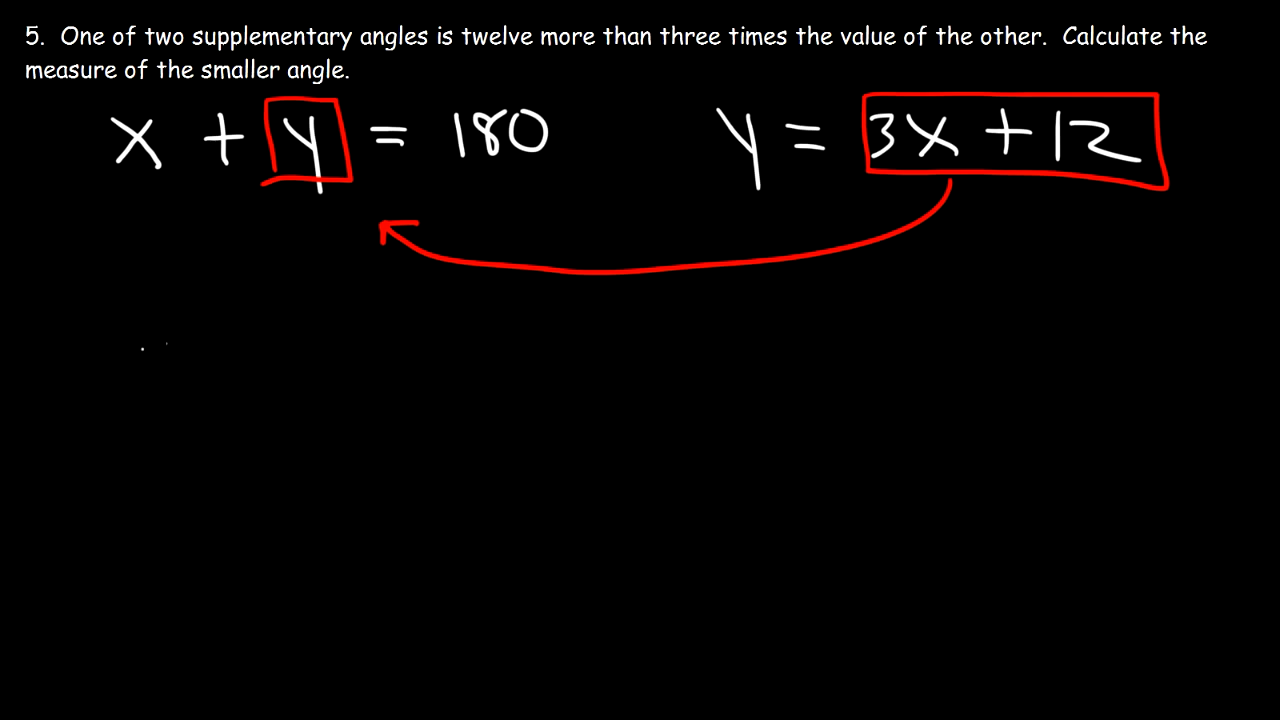 5. One of two supplementary angles is twelve more than three times the value of the other. Calculate the
measure of the smaller angle.
x + y = 180
y = 3x + 12